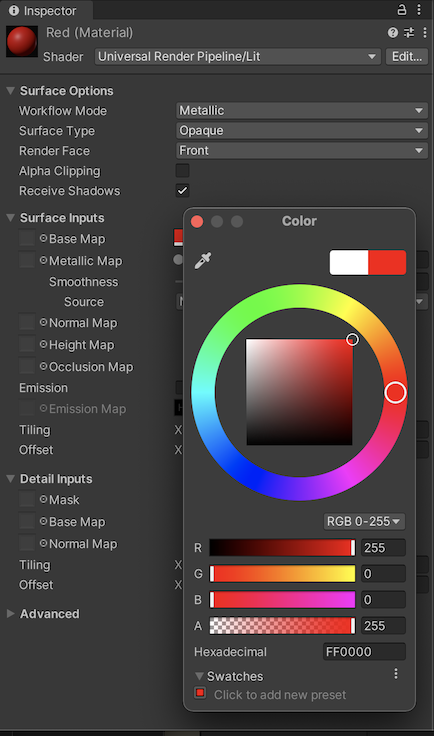 Inspector
Red (Material)
Shader Universal Render Pipeline/Lit Edit...
Surface Options
Workflow Mode Metallic
Surface Type Opaque
Render Face Front
Alpha Clipping
Receive Shadows
Surface Inputs
Base Map
Metallic Map
Smoothness
Source
Normal Map
Height Map
Occlusion Map
Emission
Emission Map
Tiling X
Offset X
Detail Inputs
Mask
Base Map
Normal Map
Tiling X
Offset X
Advanced
Color
RGB 0-255
R 255
G 0
B 0
A 255
Hexadecimal FF0000
Swatches
Click to add new preset